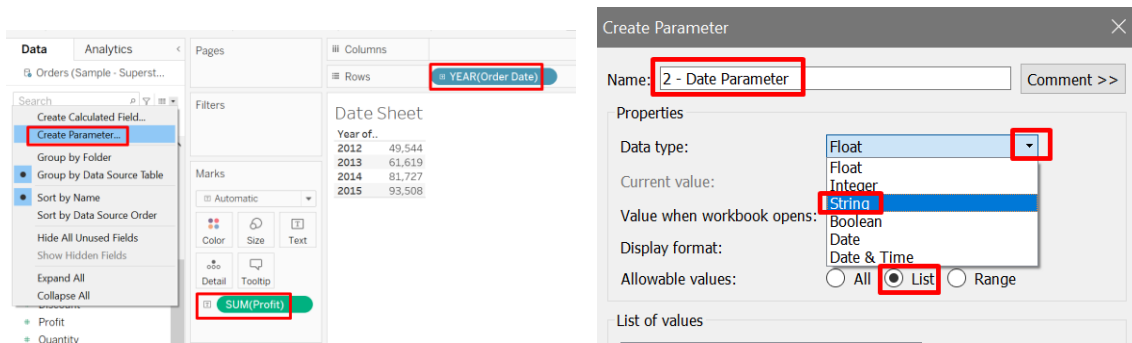 Data Analytics
Orders (Sample - Superst...
Search
Create Calculated Field...
Create Parameter...
Group by Folder
Group by Data Source Table
Sort by Name
Sort by Data Source Order
Hide All Unused Fields
Show Hidden Fields
Expand All
Collapse All
Profit
Quantity
Pages
Filters
Marks
Automatic
Color Size Text
Detail Tooltip
SUM(Profit)
Columns
Rows YEAR(Order Date)
Date Sheet
Year of..
2012 49,544
2013 61,619
2014 81,727
2015 93,508
Create Parameter
Name: 2 - Date Parameter Comment >>
Properties
Data type: Float
Float
Current value: Integer
String
Value when workbook opens: Boolean
Display format: Date
Date & Time
Allowable values: All List Range
List of values